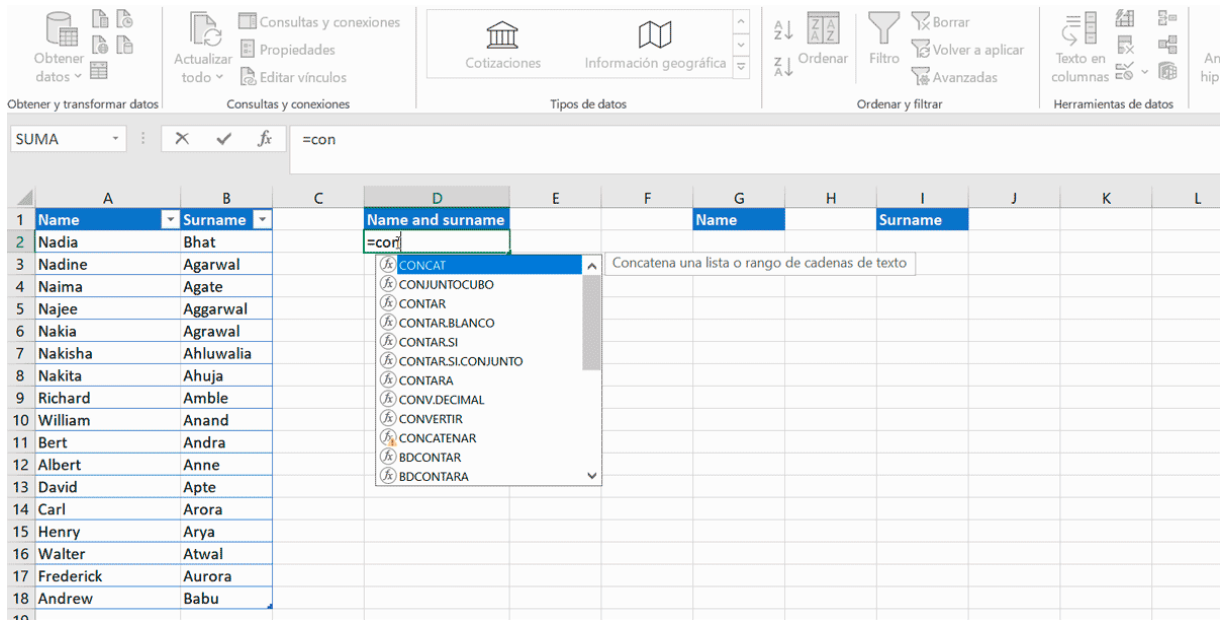 Obtener datos
Actualizar todo
Consultas y conexiones
Propiedades
Editar vínculos
Cotizaciones
Información geográfica
Ordenar
Filtro
Borrar
Volver a aplicar
Avanzadas
Texto en columnas
An
hip
Obtener y transformar datos
Consultas y conexiones
Tipos de datos
Ordenar y filtrar
Herramientas de datos
SUMA
fx
=con
A B C D E F G H I J K L
1 Name Surname Name and surname Name Surname
2 Nadia Bhat =con
3 Nadine Agarwal
4 Naima Agate
5 Najee Aggarwal
6 Nakia Agrawal
7 Nakisha Ahluwalia
8 Nakita Ahuja
9 Richard Amble
10 William Anand
11 Bert Andra
12 Albert Anne
13 David Apte
14 Carl Arora
15 Henry Arya
16 Walter Atwal
17 Frederick Aurora
18 Andrew Babu
19
CONCAT
Concatena una lista o rango de cadenas de texto
CONJUNTOCUBO
CONTAR
CONTAR.BLANCO
CONTAR.SI
CONTAR.SI.CONJUNTO
CONTARA
CONV.DECIMAL
CONVERTIR
CONCATENAR
BDCONTAR
BDCONTARA